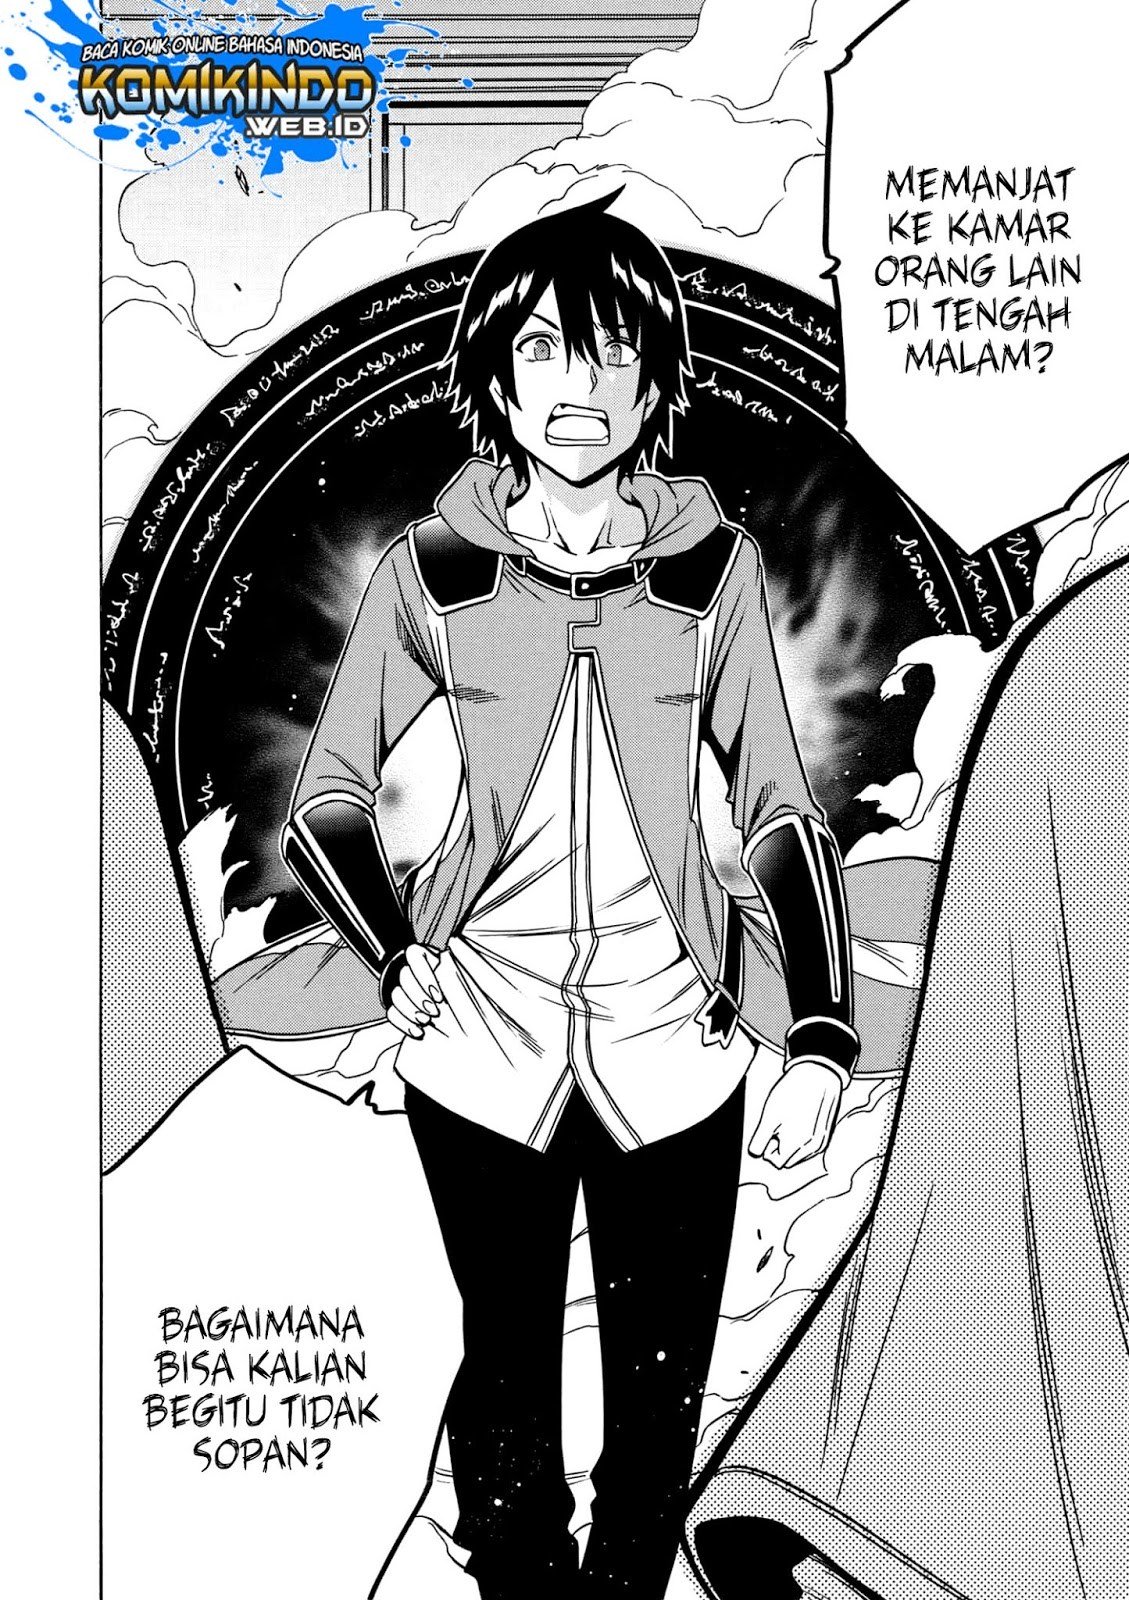 BACA KOMIK ONLINE BAHASA INDONESIA
KOMIKINDO
WEB.ID
MEMANJAT
KE KAMAR
ORANG LAIN
DI TENGAH
MALAM?
BAGAIMANA
BISA KALIAN
BEGITU TIDAK
SOPAN?